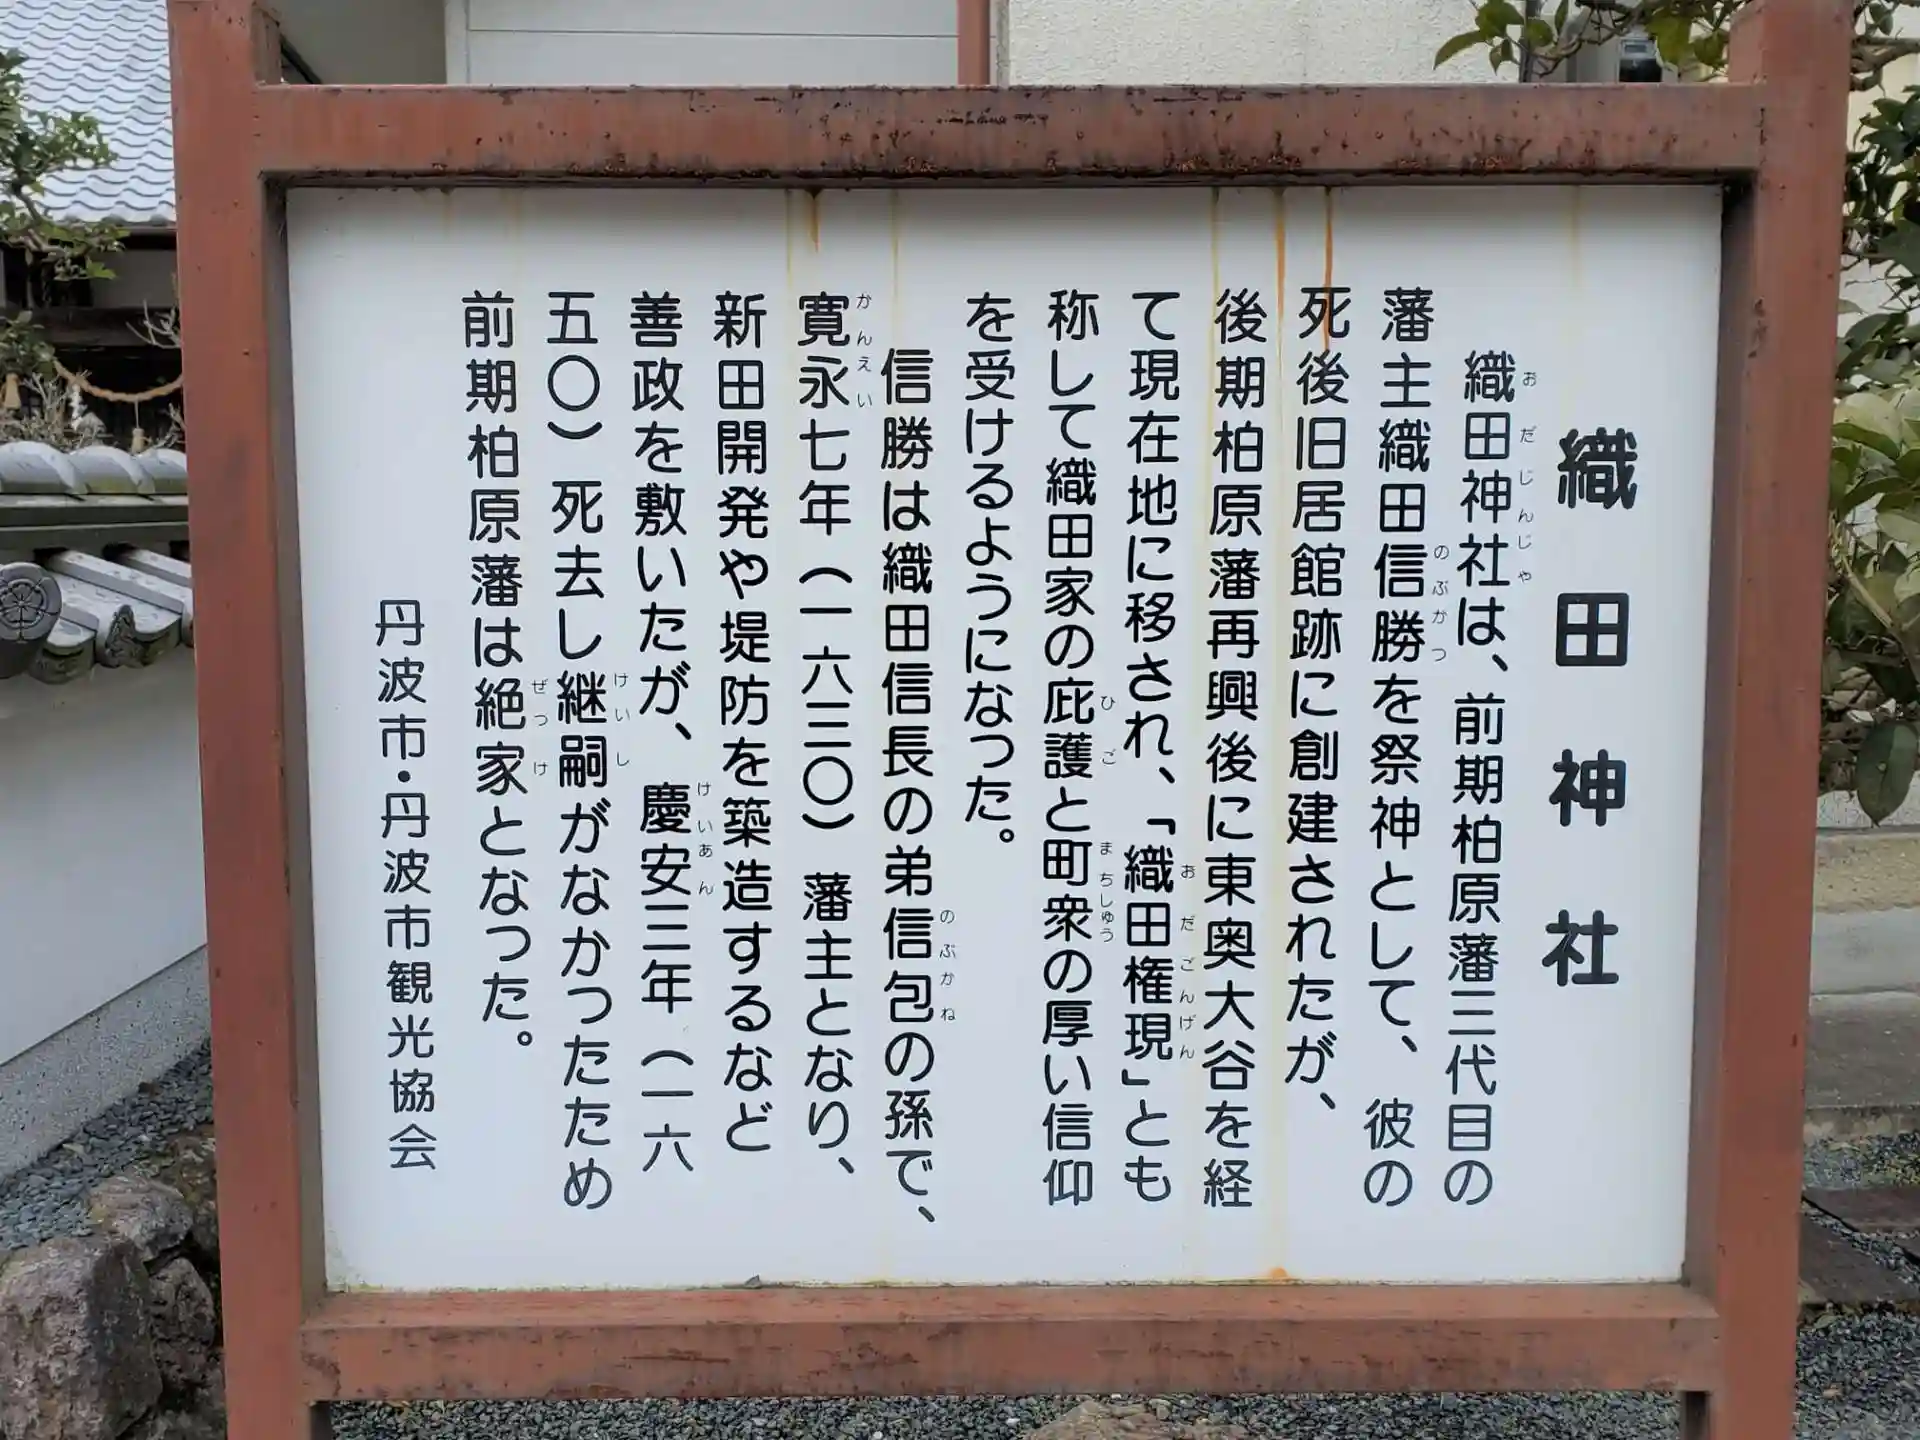 織田神社
織田神社は、前期柏原藩三代目の
藩主織田信勝を祭神として、彼の
死後旧居館跡に創建されたが、
後期柏原藩再興後に東奥大谷を経
て現在地に移され、「織田権現」とも
称して織田家の庇護と町衆の厚い信仰
を受けるようになった。
信勝は織田信長の弟信包の孫で、
寛永七年(一六三〇)藩主となり、
新田開発や堤防を築造するなど
善政を敷いたが、慶安三年(一六
五〇)死去し継嗣がなかったため
前期柏原藩は絶家となった。
丹波市・丹波市観光協会